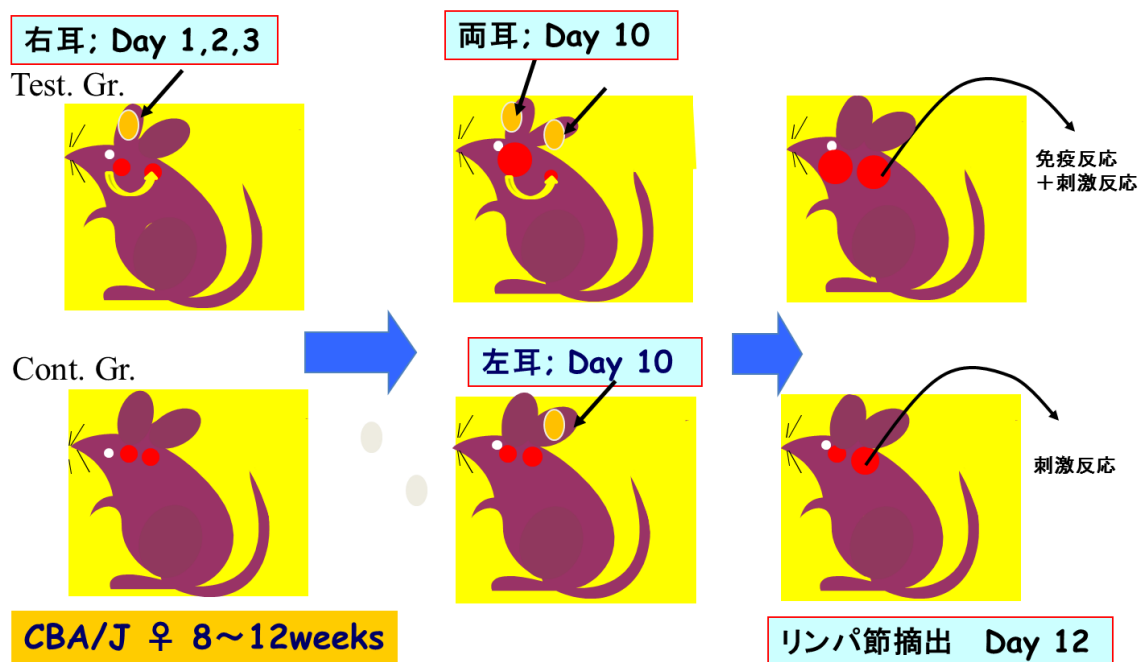 右耳; Day 1,2,3
両耳; Day 10
Test. Gr.
免疫反応
＋刺激反応
左耳; Day 10
Cont. Gr.
刺激反応
CBA/J ♀ 8～12weeks
リンパ節摘出 Day 12